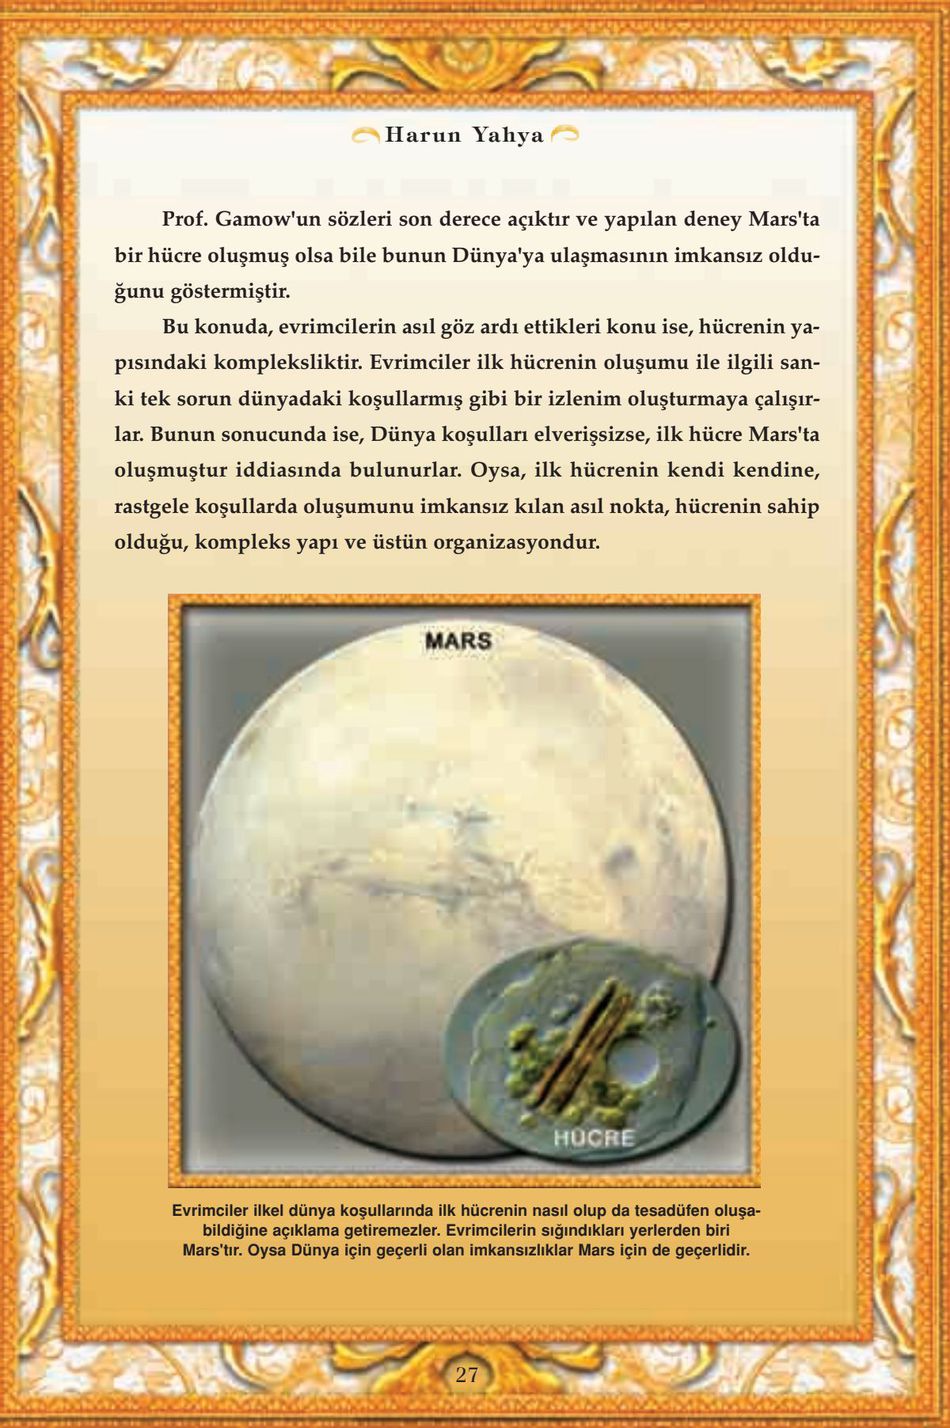 Harun Yahya
Prof. Gamow'un sözleri son derece açıktır ve yapılan deney Mars'ta
bir hücre oluşmuş olsa bile bunun Dünya'ya ulaşmasının imkansız oldu-
ğunu göstermiştir.
Bu konuda, evrimcilerin asıl göz ardı ettikleri konu ise, hücrenin ya-
pısındaki komplekslik­tir. Evrimciler ilk hücrenin oluşumu ile ilgili san-
ki tek sorun dünyadaki koşullarmış gibi bir izlenim oluşturmaya çalışır-
lar. Bunun sonucunda ise, Dünya koşulları elverişsizse, ilk hücre Mars'ta
oluşmuştur iddiasında bulunurlar. Oysa, ilk hücrenin kendi kendine,
rastgele koşullarda oluşumunu imkansız kılan asıl nokta, hücrenin sahip
olduğu, kompleks yapı ve üstün organizasyondur.
MARS
HÜCRE
Evrimciler ilkel dünya koşullarında ilk hücrenin nasıl olup da tesadüfen oluşa-
bildiğine açıklama getiremezler. Evrimcilerin sığındıkları yerlerden biri
Mars'tır. Oysa Dünya için geçerli olan imkansızlıklar Mars için de geçerlidir.
27